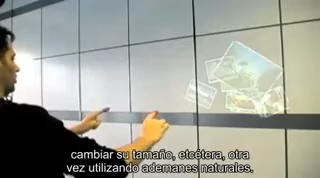 cambiar su tamaño, etcétera, otra
vez utilizando ademanes naturales.